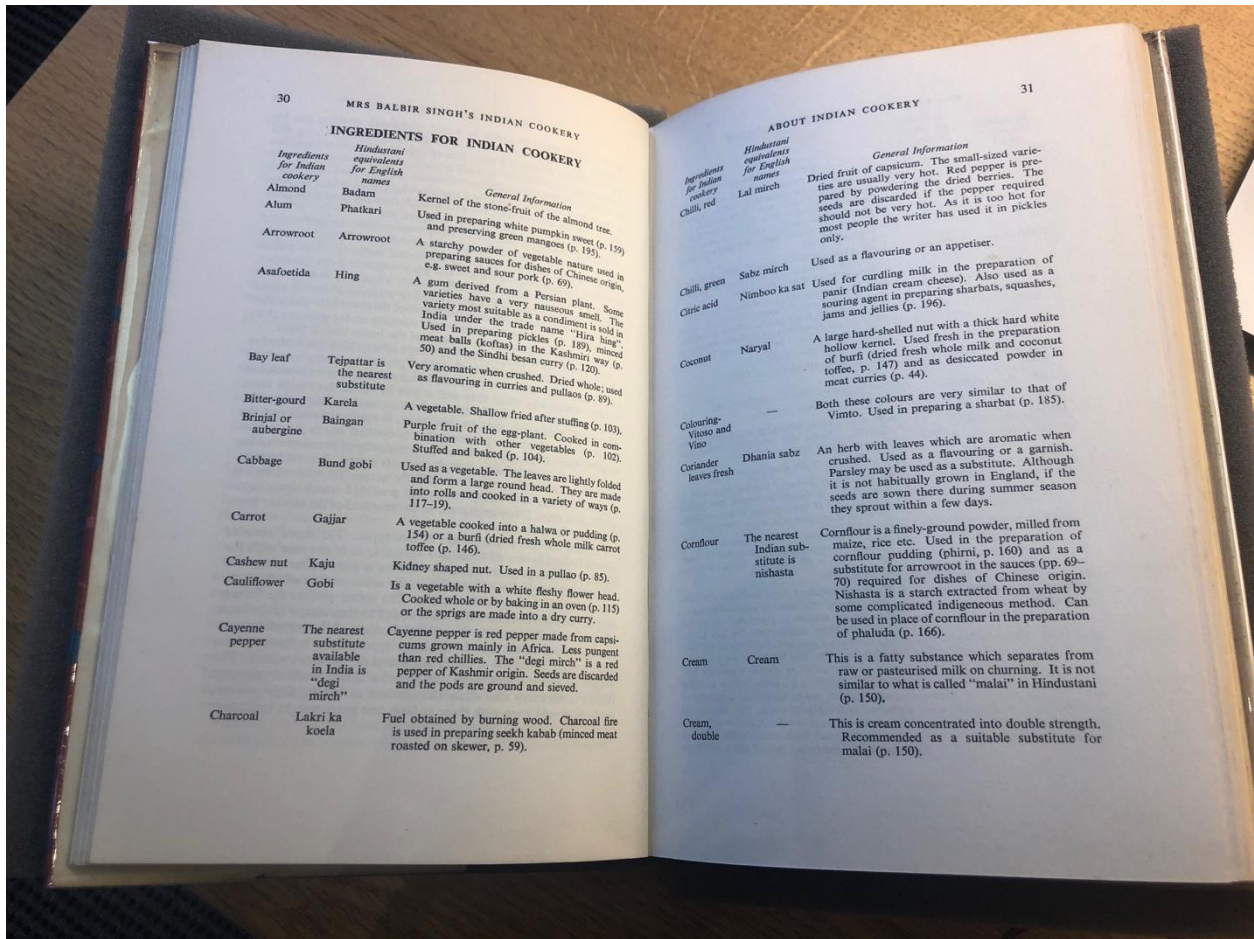 30
MRS BALBIR SINGH'S INDIAN COOKERY
INGREDIENTS FOR INDIAN COOKERY
Ingredients
for Indian
cookery
Hindustani
equivalents
for English
names
General Information
Almond Badam Kernel of the stone-fruit of the almond tree.
Alum Phatkari Used in preparing white pumpkin sweet (p. 159)
and preserving green mangoes (p. 195).
Arrowroot Arrowroot A starchy powder of vegetable nature used in
preparing sauces for dishes of Chinese origin,
e.g. sweet and sour pork (p. 69).
Asafoetida Hing A gum derived from a Persian plant. Some
varieties have a very nauseous smell. The
variety most suitable as a condiment is sold in
India under the trade name "Hira hing".
Used in preparing pickles (p. 189), minced
meat balls (koftas) in the Kashmiri way (p.
50) and the Sindhi besan curry (p. 120).
Bay leaf Tejpattar is Very aromatic when crushed. Dried whole; used
the nearest as flavouring in curries and pullaos (p. 89).
substitute
Bitter-gourd Karela A vegetable. Shallow fried after stuffing (p. 103).
Brinjal or Baingan Purple fruit of the egg-plant. Cooked in com-
aubergine bination with other vegetables (p. 102).
Stuffed and baked (p. 104).
Cabbage Bund gobi Used as a vegetable. The leaves are lightly folded
and form a large round head. They are made
into rolls and cooked in a variety of ways (p.
117–19).
Carrot Gajjar A vegetable cooked into a halwa or pudding (p.
154) or a burfi (dried fresh whole milk carrot
toffee (p. 146).
Cashew nut Kaju Kidney shaped nut. Used in a pullao (p. 85).
Cauliflower Gobi Is a vegetable with a white fleshy flower head.
Cooked whole or by baking in an oven (p. 115)
or the sprigs are made into a dry curry.
Cayenne The nearest Cayenne pepper is red pepper made from capsi-
pepper substitute cums grown mainly in Africa. Less pungent
available than red chillies. The "degi mirch" is a red
in India is pepper of Kashmir origin. Seeds are discarded
"degi and the pods are ground and sieved.
mirch"
Charcoal Lakri ka Fuel obtained by burning wood. Charcoal fire
koela is used in preparing seekh kabab (minced meat
roasted on skewer, p. 59).
31
ABOUT INDIAN COOKERY
Ingredients
for Indian
cookery
Hindustani
equivalents
for English
names
General Information
Chilli, red Lal mirch Dried fruit of capsicum. The small-sized varie-
ties are usually very hot. Red pepper is pre-
pared by powdering the dried berries. The
seeds are discarded if the pepper required
should not be very hot. As it is too hot for
most people the writer has used it in pickles
only.
Chilli, green Sabz mirch Used as a flavouring or an appetiser.
Citric acid Nimboo ka sat Used for curdling milk in the preparation of
panir (Indian cream cheese). Also used as a
souring agent in preparing sharbats, squashes,
jams and jellies (p. 196).
Coconut Naryal A large hard-shelled nut with a thick hard white
hollow kernel. Used fresh in the preparation
of burfi (dried fresh whole milk and coconut
toffee, p. 147) and as desiccated powder in
meat curries (p. 44).
Colouring- — Both these colours are very similar to that of
Vitoso and Vimto. Used in preparing a sharbat (p. 185).
Vino
Coriander Dhania sabz An herb with leaves which are aromatic when
leaves fresh crushed. Used as a flavouring or a garnish.
Parsley may be used as a substitute. Although
it is not habitually grown in England, if the
seeds are sown there during summer season
they sprout within a few days.
Cornflour The nearest Cornflour is a finely-ground powder, milled from
Indian sub- maize, rice etc. Used in the preparation of
stitute is cornflour pudding (phirni, p. 160) and as a
nishasta substitute for arrowroot in the sauces (pp. 69–
70) required for dishes of Chinese origin.
Nishasta is a starch extracted from wheat by
some complicated indigeneous method. Can
be used in place of cornflour in the preparation
of phaluda (p. 166).
Cream Cream This is a fatty substance which separates from
raw or pasteurised milk on churning. It is not
similar to what is called "malai" in Hindustani
(p. 150).
Cream, — This is cream concentrated into double strength.
double Recommended as a suitable substitute for
malai (p. 150).